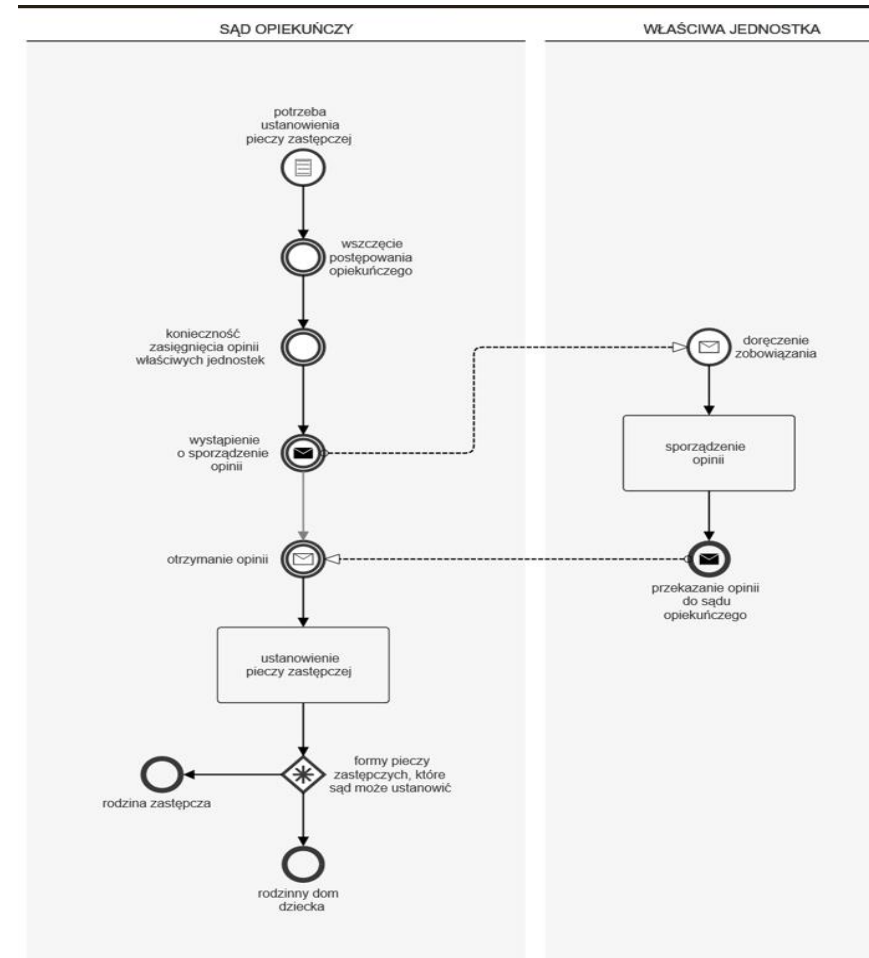 SĄD OPIEKUŃCZY
WŁAŚCIWA JEDNOSTKA
potrzeba
ustanowienia
pieczy zastępczej
wszczęcie
postępowania
opiekuńczego
konieczność
zasięgnięcia opinii
właściwych jednostek
doręczenie
zobowiązania
wystąpienie
o sporządzenie
opinii
sporządzenie
opinii
otrzymanie opinii
przekazanie opinii
do sądu
opiekuńczego
ustanowienie
pieczy zastępczej
formy pieczy
zastępczych, które
sąd może ustanowić
rodzina zastępcza
rodzinny dom
dziecka